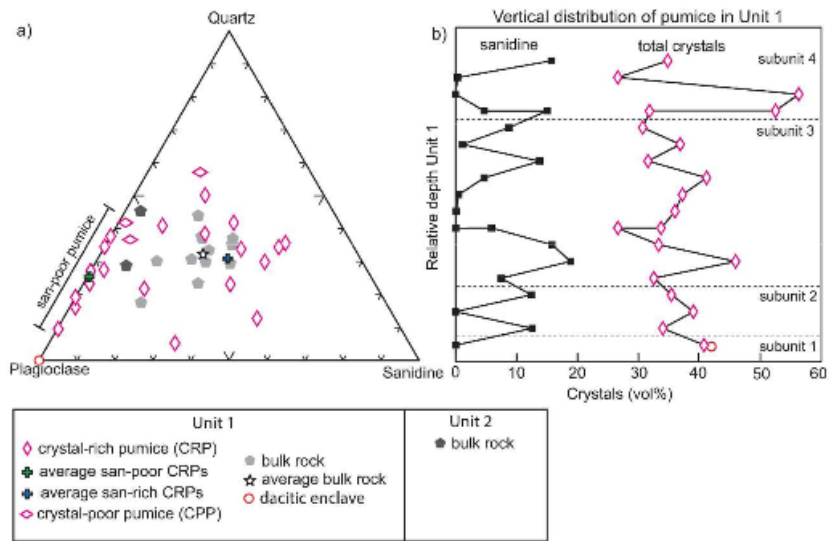 a)
Quartz
san-poor pumice
Plagioclase
Sanidine
Vertical distribution of pumice in Unit 1
b)
sanidine
total crystals
subunit 4
subunit 3
subunit 2
subunit 1
Relative depth Unit 1
0
10
20
30
40
50
60
Crystals (vol%)
Unit 1
crystal-rich pumice (CRP)
average san-poor CRPs
average san-rich CRPs
crystal-poor pumice (CPP)
bulk rock
average bulk rock
dacitic enclave
Unit 2
bulk rock